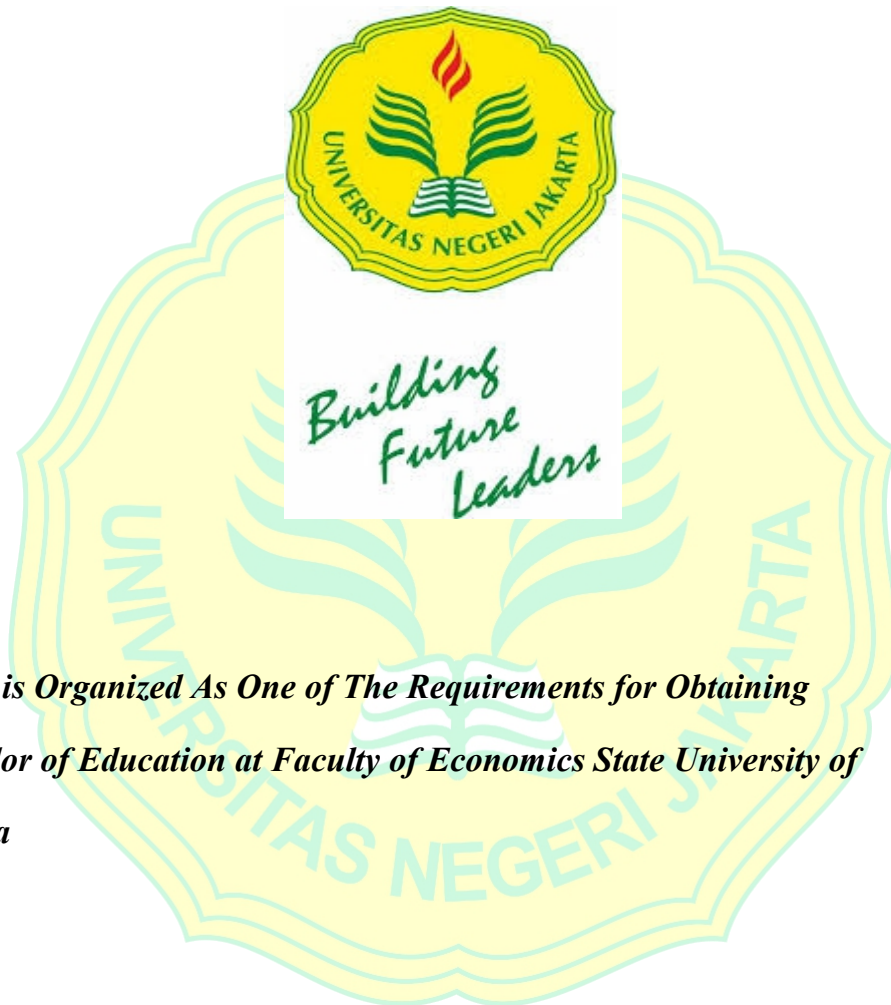 UNIVERSITAS NEGERI JAKARTA
Building
Future
Leaders
is Organized As One of The Requirements for Obtaining
lor of Education at Faculty of Economics State University of
a
UNIVERSITAS NEGERI JAKARTA